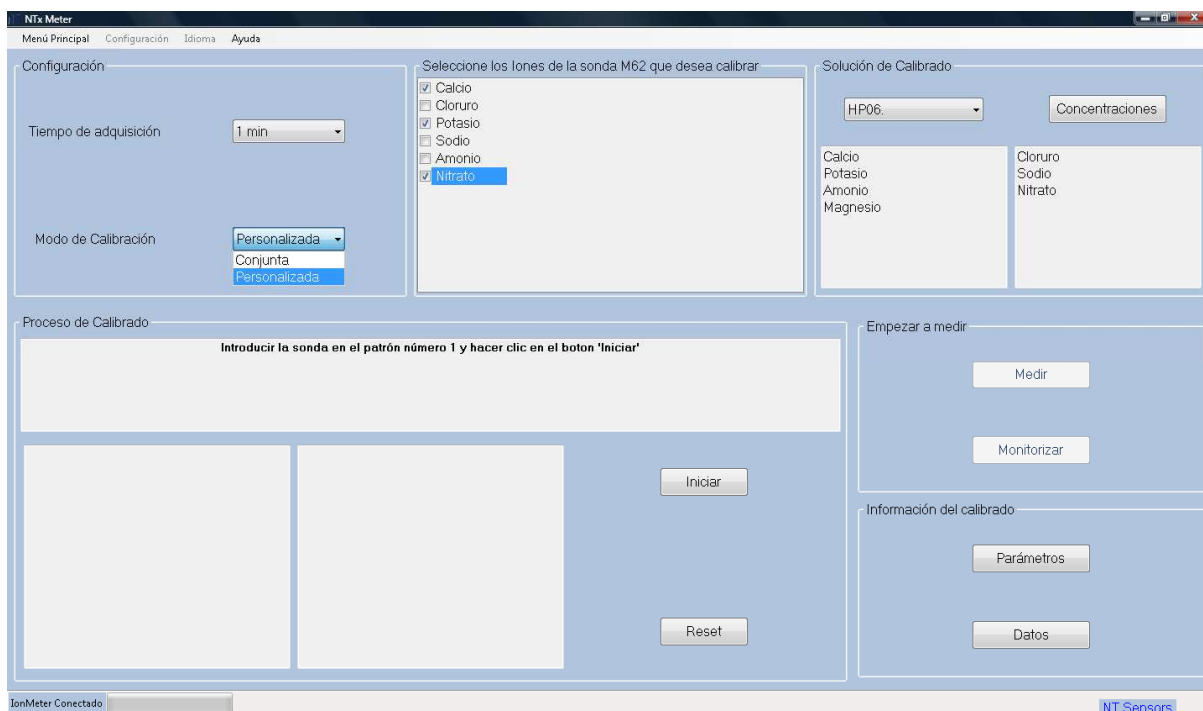 NTx Meter
Menú Principal Configuración Idioma Ayuda
Configuración
Tiempo de adquisición
1 min
Modo de Calibración
Personalizada
Conjunta
Personalizada
Seleccione los Iones de la sonda M62 que desea calibrar
Calcio
Cloruro
Potasio
Sodio
Amonio
Nitrato
Solución de Calibrado
HP06.
Concentraciones
Calcio
Potasio
Amonio
Magnesio
Cloruro
Sodio
Nitrato
Proceso de Calibrado
Introducir la sonda en el patrón número 1 y hacer clic en el boton 'Iniciar'
Iniciar
Reset
Empezar a medir
Medir
Monitorizar
Información del calibrado
Parámetros
Datos
IonMeter Conectado
NT Sensors